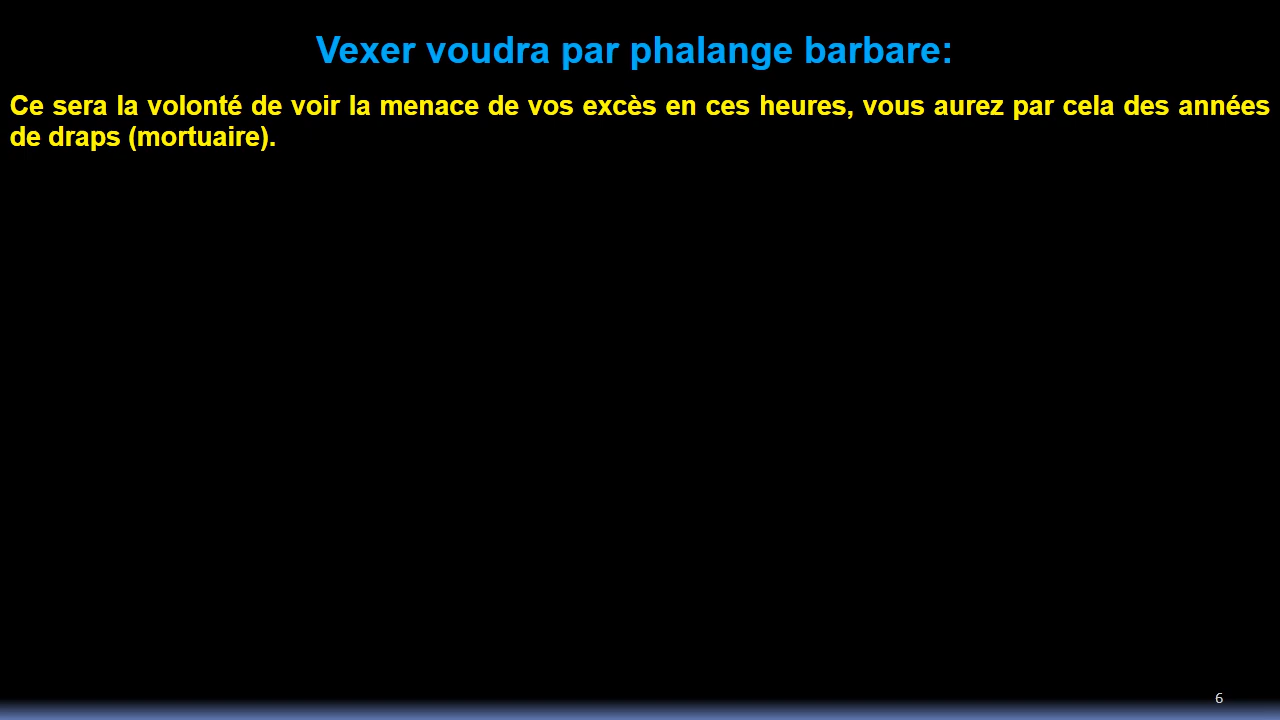 Vexer voudra par phalange barbare:
Ce sera la volonté de voir la menace de vos excès en ces heures, vous aurez par cela des années
de draps (mortuaire).
6